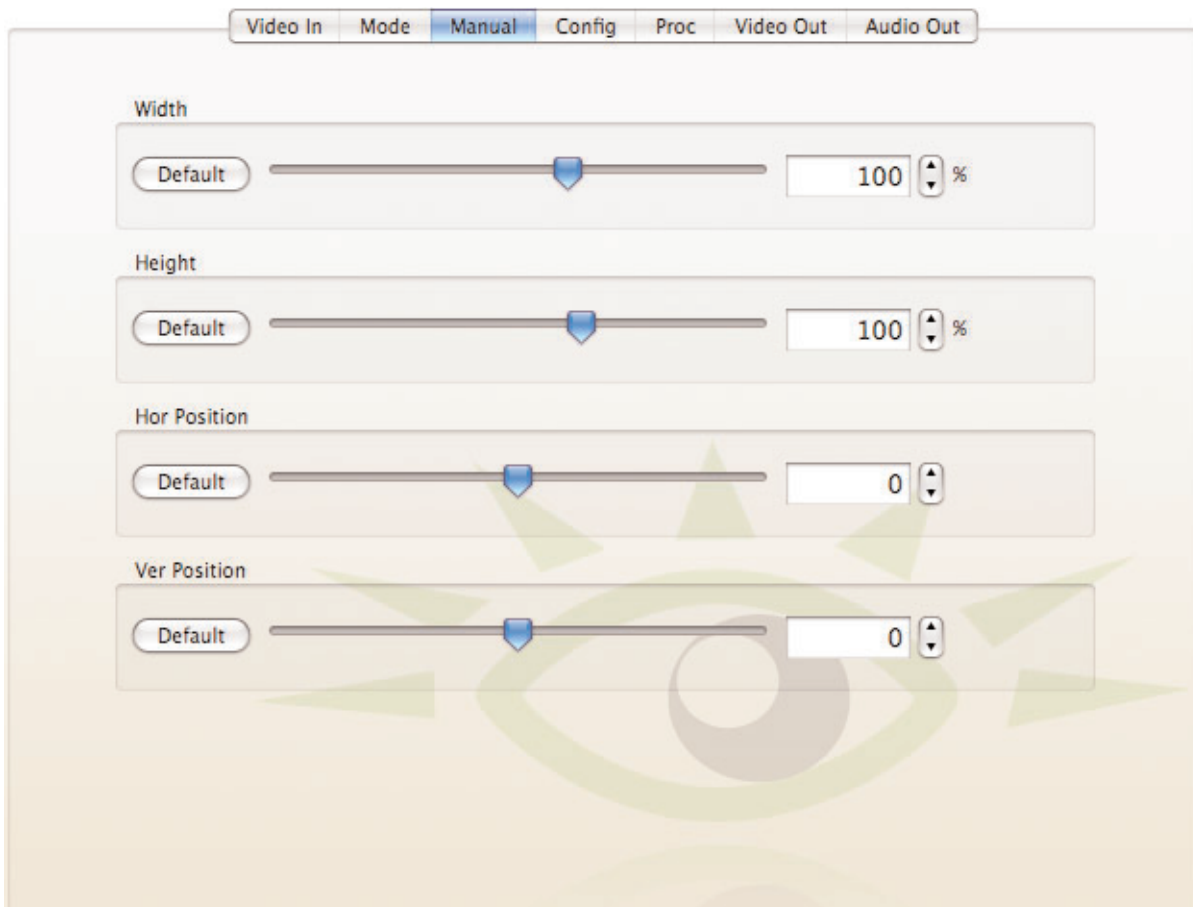 Video In Mode Manual Config Proc Video Out Audio Out
Width
Default 100 %
Height
Default 100 %
Hor Position
Default 0
Ver Position
Default 0